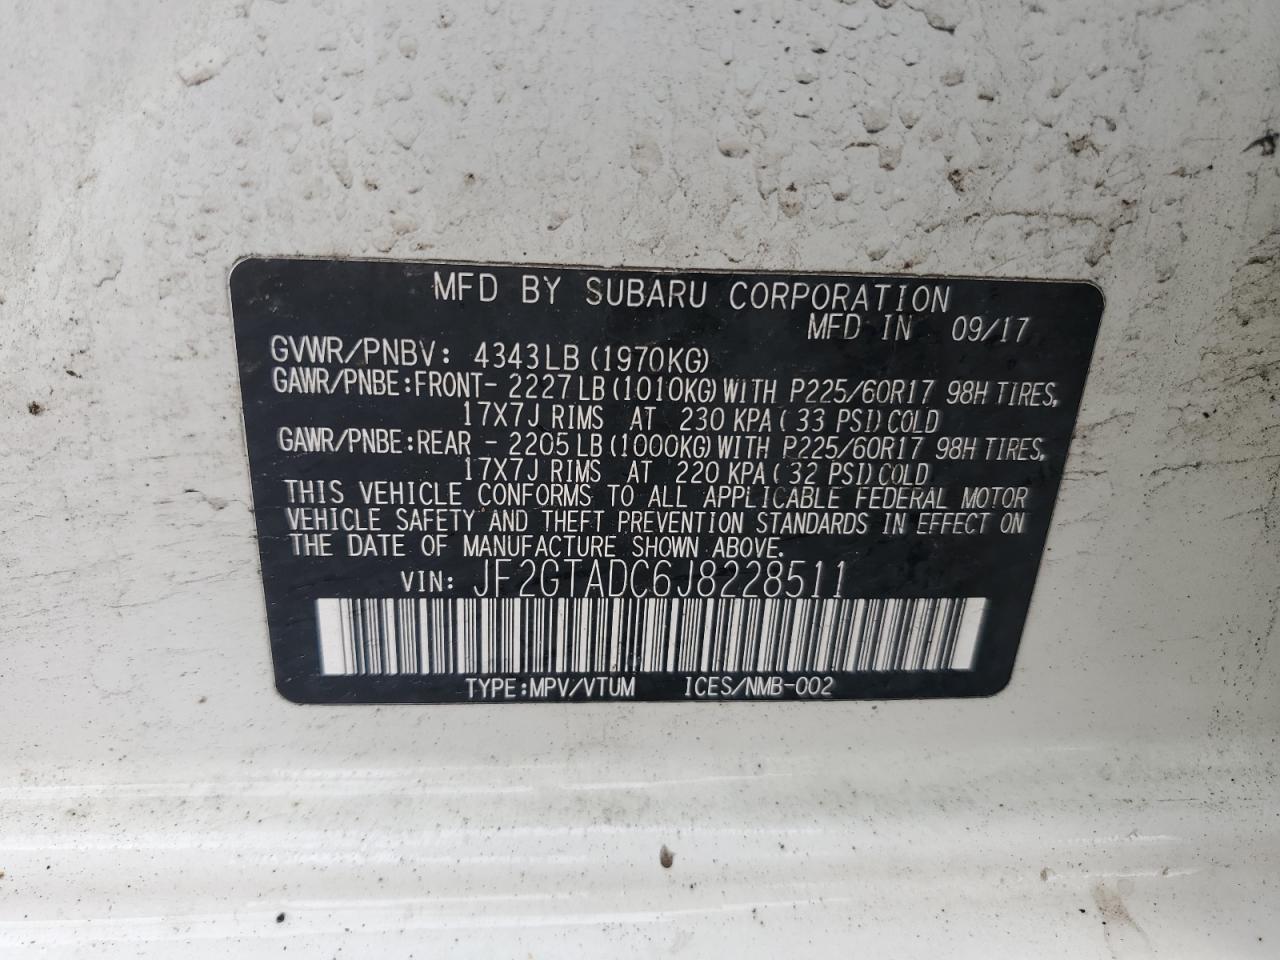 MFD BY SUBARU CORPORATION
MFD IN 09/17
GVWR/PNBV: 4343LB (1970KG)
GAWR/PNBE:FRONT- 2227LB (1010KG) WITH P225/60R17 98H TIRES,
17X7J RIMS AT 230 KPA ( 33 PSI) COLD
GAWR/PNBE:REAR - 2205LB (1000KG) WITH P225/60R17 98H TIRES,
17X7J RIMS AT 220 KPA ( 32 PSI) COLD
THIS VEHICLE CONFORMS TO ALL APPLICABLE FEDERAL MOTOR
VEHICLE SAFETY AND THEFT PREVENTION STANDARDS IN EFFECT ON
THE DATE OF MANUFACTURE SHOWN ABOVE.
VIN: JF2GTADC6J8228511
TYPE:MPV/VTUM ICES/NMB-002